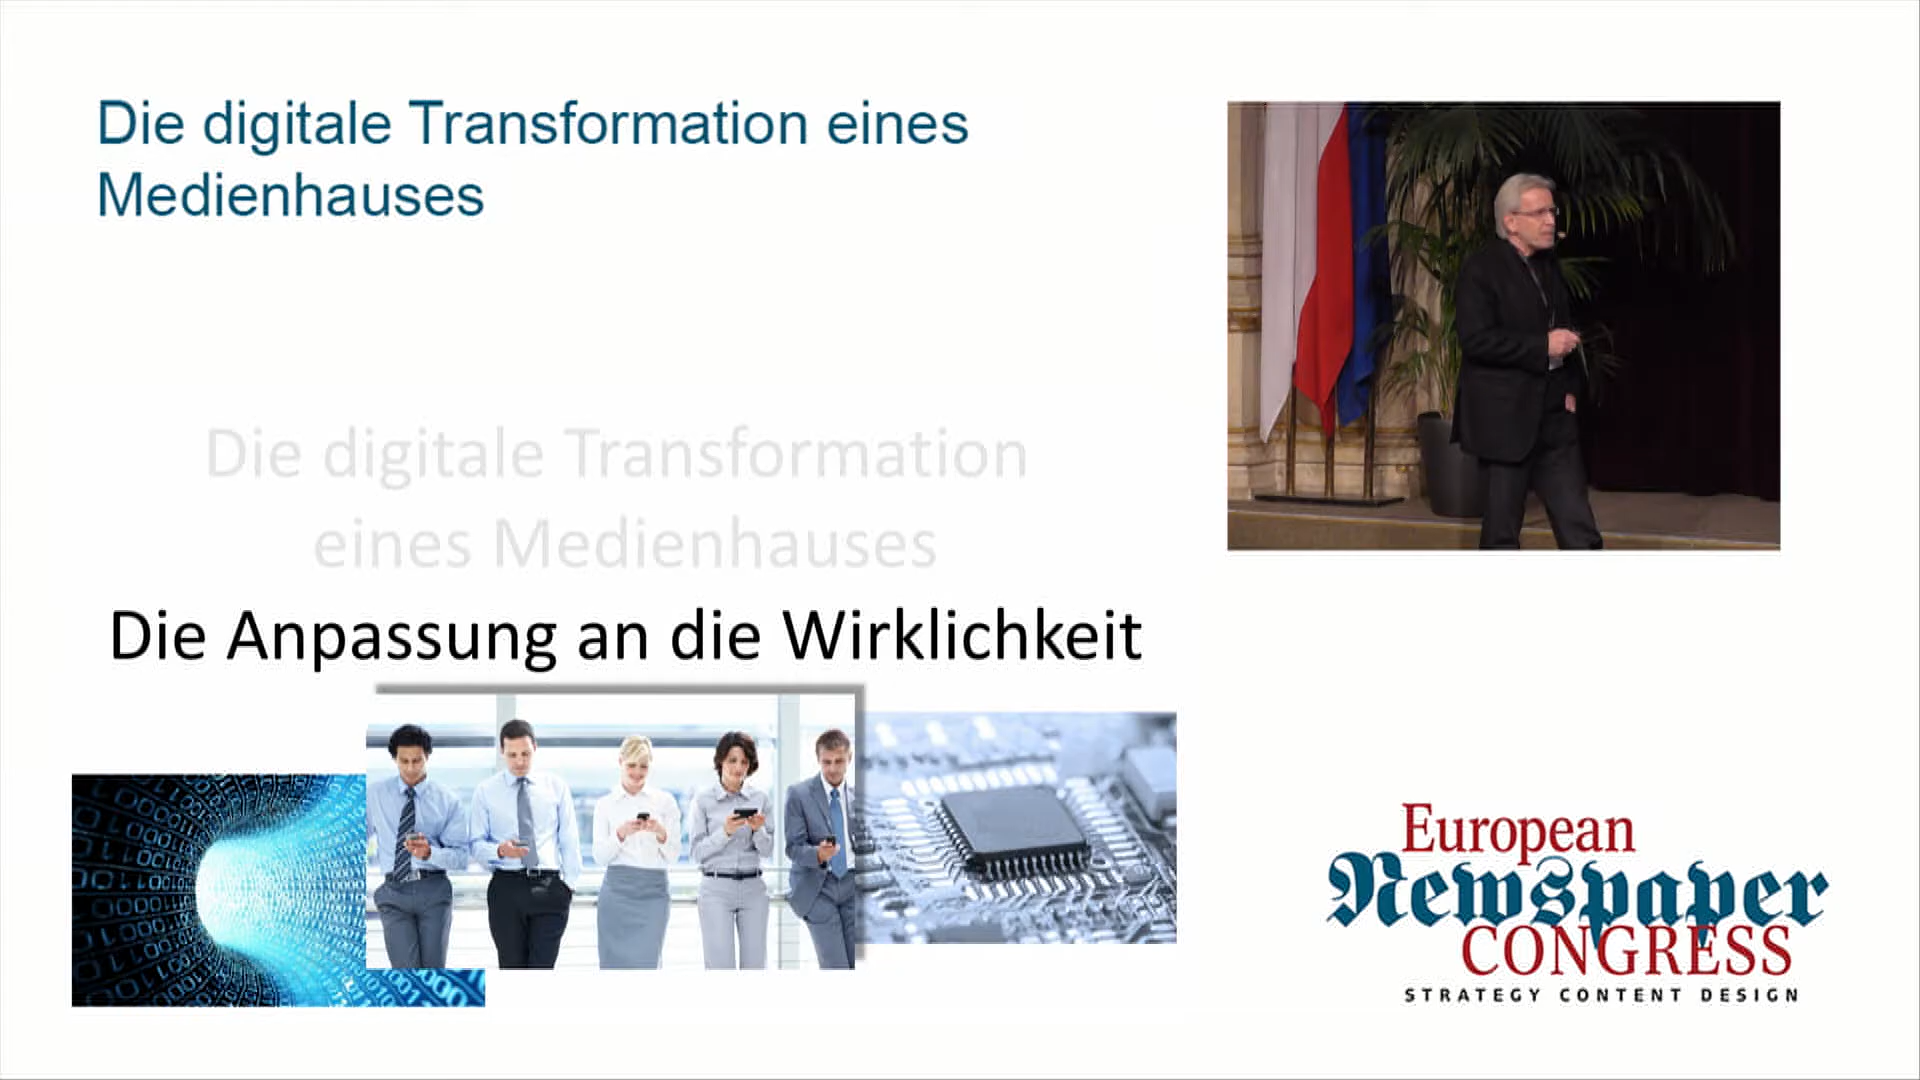 Die digitale Transformation eines
Medienhauses
Die digitale Transformation
eines Medienhauses
Die Anpassung an die Wirklichkeit
European
Newspaper
CONGRESS
STRATEGY CONTENT DESIGN